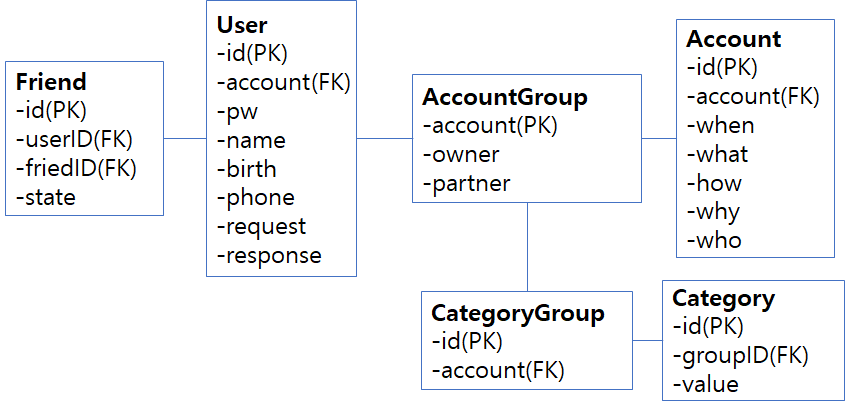 Friend
-id(PK)
-userID(FK)
-friedID(FK)
-state
User
-id(PK)
-account(FK)
-pw
-name
-birth
-phone
-request
-response
AccountGroup
-account(PK)
-owner
-partner
Account
-id(PK)
-account(FK)
-when
-what
-how
-why
-who
CategoryGroup
-id(PK)
-account(FK)
Category
-id(PK)
-groupID(FK)
-value